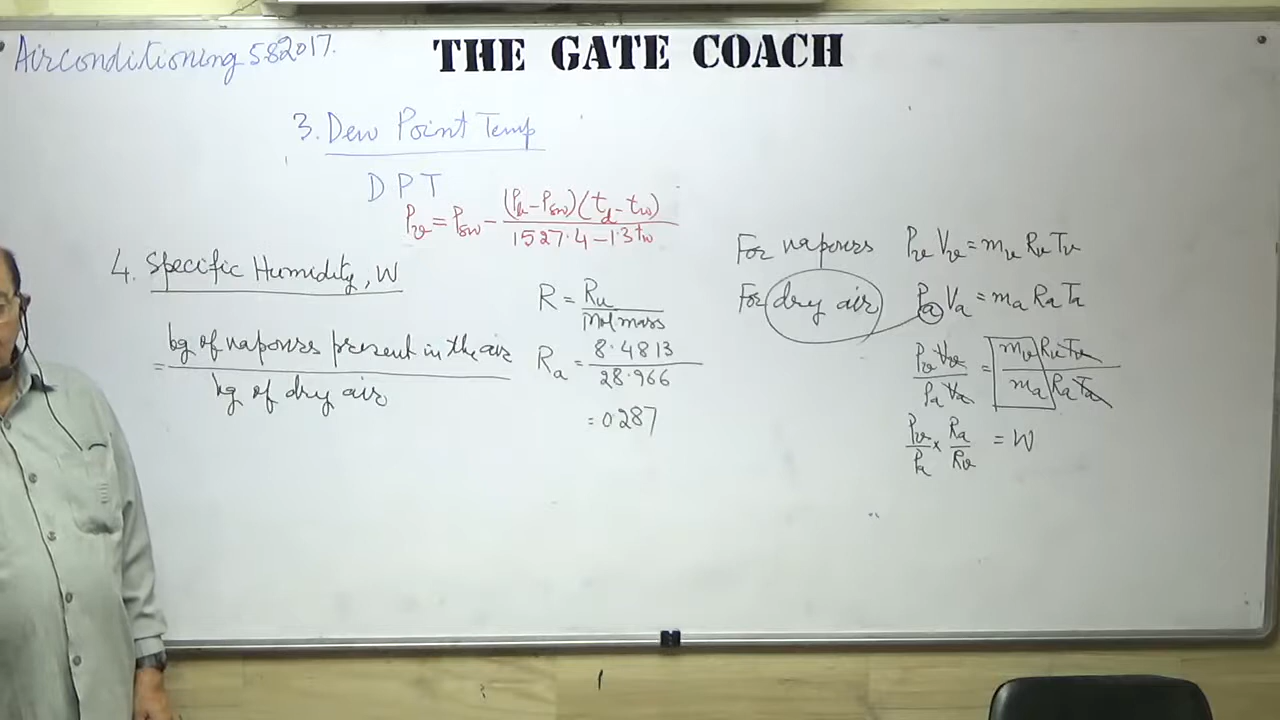 Airconditioning 582017.
THE GATE COACH
3. Dew Point Temp
DPT
Pv = Psw - (Pb - Psw)(td - tw) / 1527.4 - 1.3 tw
4. Specific Humidity, W
= kg of vapours present in the air / kg of dry air
R = Ru / Mol mass
Ra = 8.4813 / 28.966
= 0.287
For vapours Pv Vv = mv Rv Tv
For dry air Pa Va = ma Ra Ta
Pv Vv / Pa Va = mv Rv Tv / ma Ra Ta
Pv / Pa × Ra / Rv = W